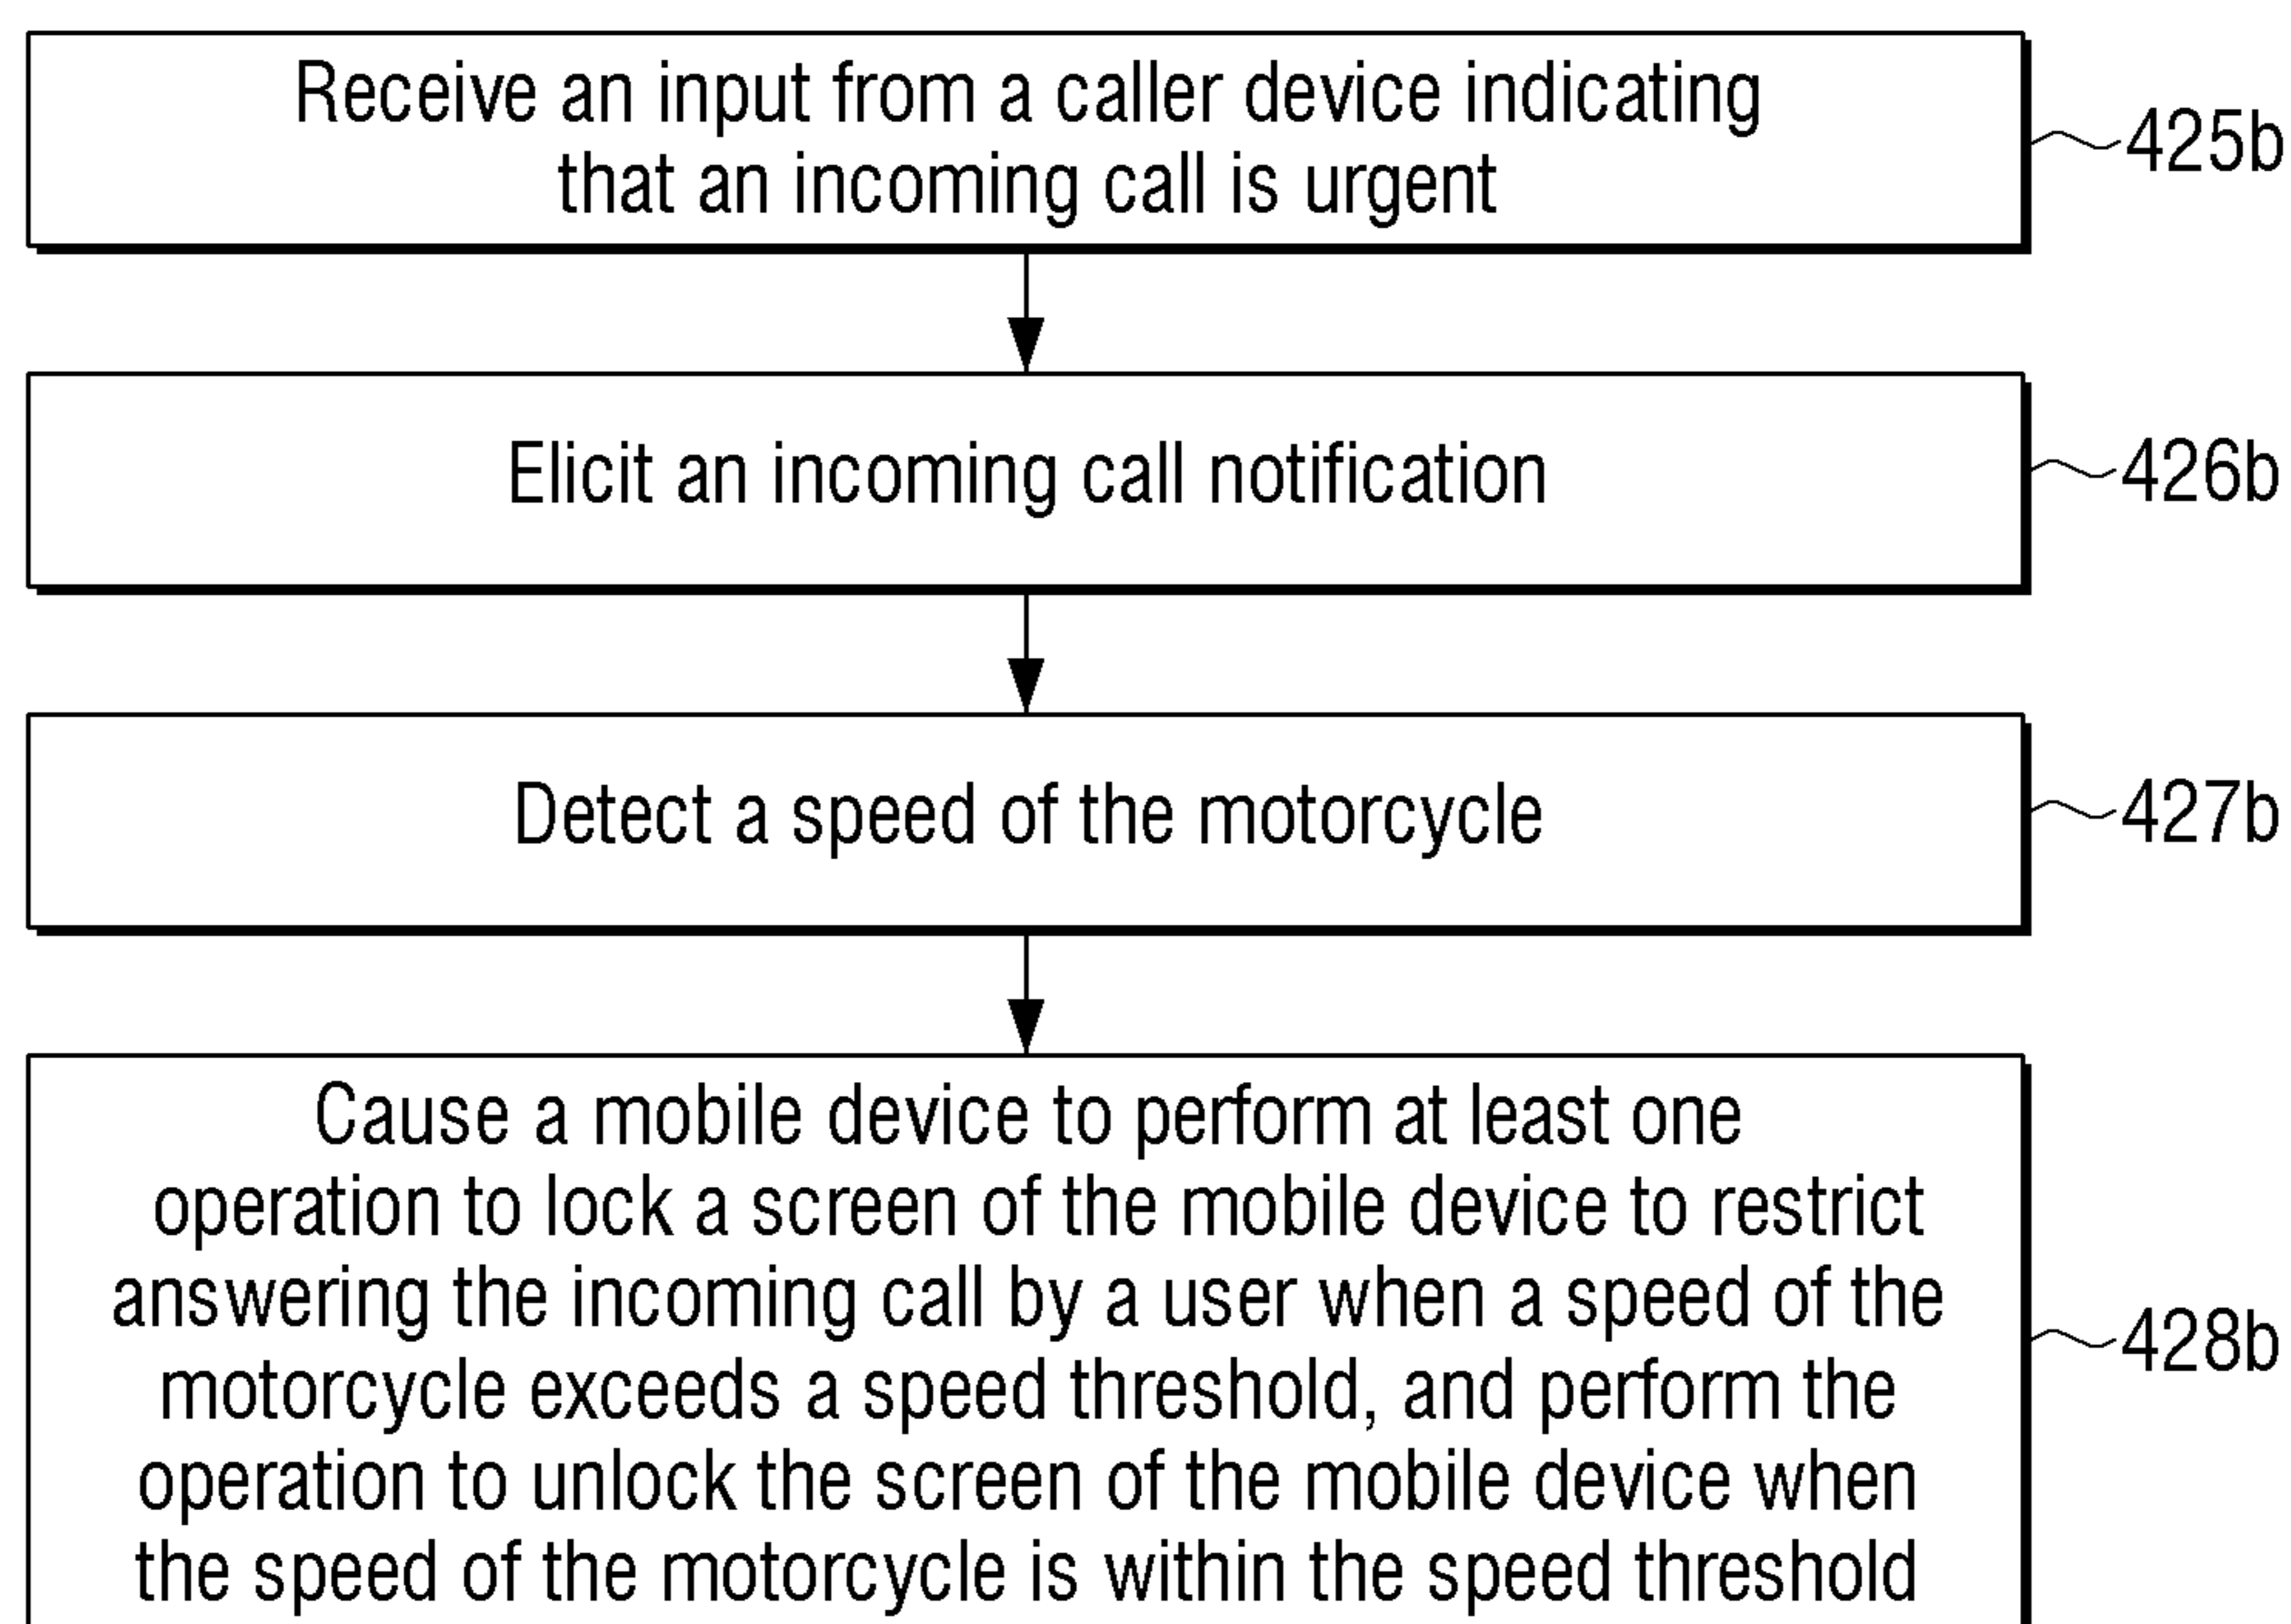 Receive an input from a caller device indicating
that an incoming call is urgent
425b
Elicit an incoming call notification
426b
Detect a speed of the motorcycle
427b
Cause a mobile device to perform at least one
operation to lock a screen of the mobile device to restrict
answering the incoming call by a user when a speed of the
motorcycle exceeds a speed threshold, and perform the
operation to unlock the screen of the mobile device when
the speed of the motorcycle is within the speed threshold
428b